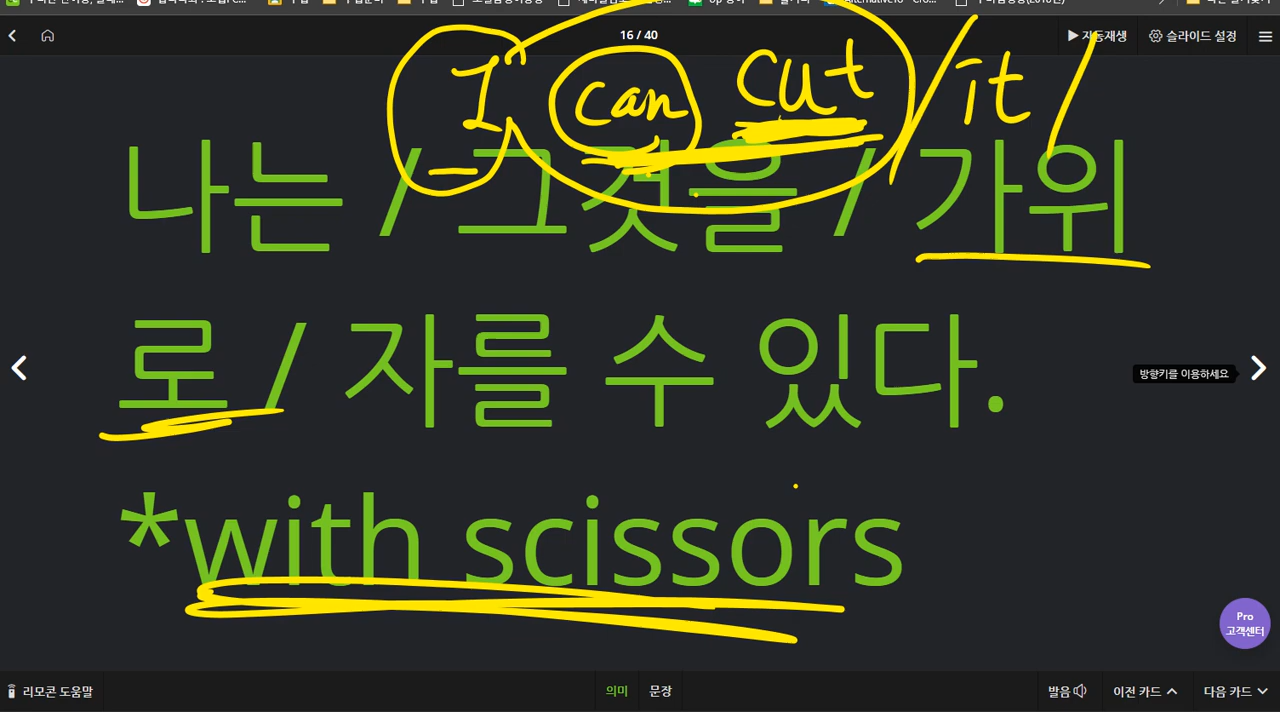 16 / 40
자동재생
슬라이드 설정
I can cut / it /
나는 / 그것을 / 가위
로 / 자를 수 있다.
방향키를 이용하세요
*with scissors
Pro
고객센터
리모콘 도움말
의미
문장
발음
이전 카드
다음 카드